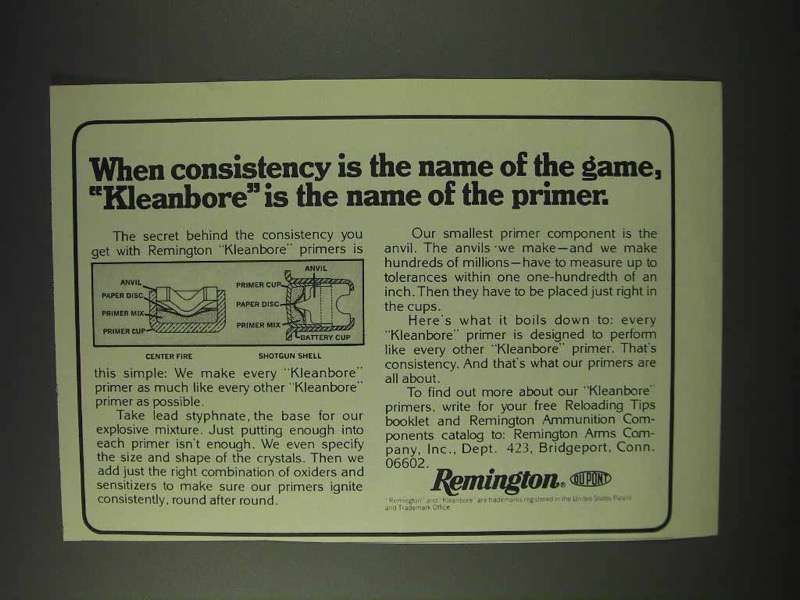 When consistency is the name of the game,
"Kleanbore" is the name of the primer.
The secret behind the consistency you
get with Remington "Kleanbore" primers is
ANVIL
PAPER DISC
PRIMER MIX
PRIMER CUP
CENTER FIRE
ANVIL
PRIMER CUP
PAPER DISC
PRIMER MIX
BATTERY CUP
SHOTGUN SHELL
this simple: We make every "Kleanbore"
primer as much like every other "Kleanbore"
primer as possible.
Take lead styphnate, the base for our
explosive mixture. Just putting enough into
each primer isn't enough. We even specify
the size and shape of the crystals. Then we
add just the right combination of oxiders and
sensitizers to make sure our primers ignite
consistently, round after round.
Our smallest primer component is the
anvil. The anvils we make—and we make
hundreds of millions—have to measure up to
tolerances within one one-hundredth of an
inch. Then they have to be placed just right in
the cups.
Here's what it boils down to: every
"Kleanbore" primer is designed to perform
like every other "Kleanbore" primer. That's
consistency. And that's what our primers are
all about.
To find out more about our "Kleanbore"
primers, write for your free Reloading Tips
booklet and Remington Ammunition Com-
ponents catalog to: Remington Arms Com-
pany, Inc., Dept. 423, Bridgeport, Conn.
06602.
Remington® DU PONT
"Remington" and "Kleanbore" are trademarks registered in the United States Patent
and Trademark Office.